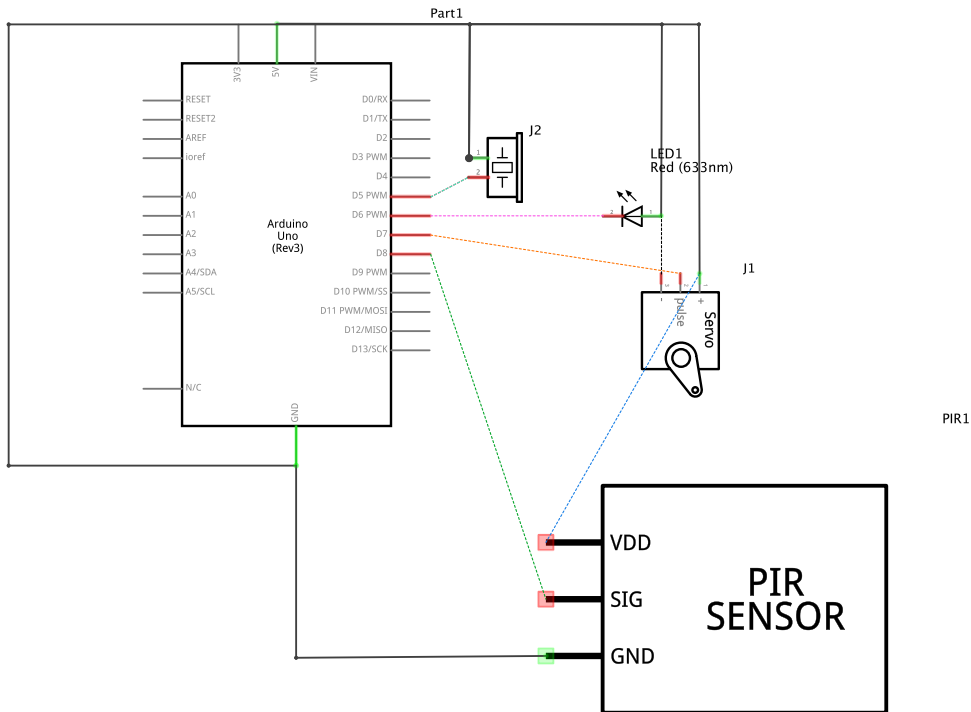 Part1
3V3
5V
VIN
RESET
RESET2
AREF
ioref
A0
A1
A2
A3
A4/SDA
A5/SCL
N/C
D0/RX
D1/TX
D2
D3 PWM
D4
D5 PWM
D6 PWM
D7
D8
D9 PWM
D10 PWM/SS
D11 PWM/MOSI
D12/MISO
D13/SCK
Arduino
Uno
(Rev3)
GND
J2
1
2
LED1
Red (633nm)
2
1
J1
3
2
1
-
pulse
+
Servo
PIR1
VDD
SIG
GND
PIR
SENSOR